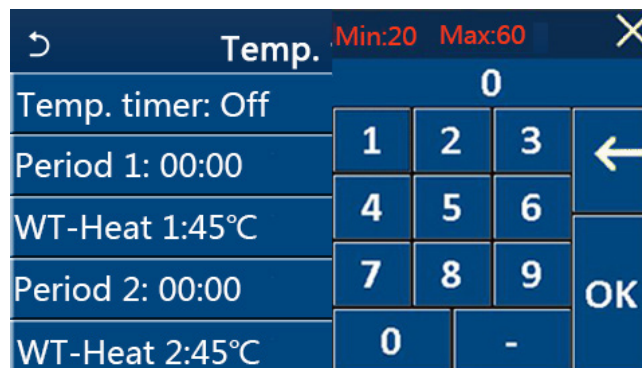 Temp.
Temp. timer: Off
Period 1: 00:00
WT-Heat 1:45℃
Period 2: 00:00
WT-Heat 2:45℃
Min:20 Max:60
0
1 2 3
4 5 6
7 8 9
OK
0 -